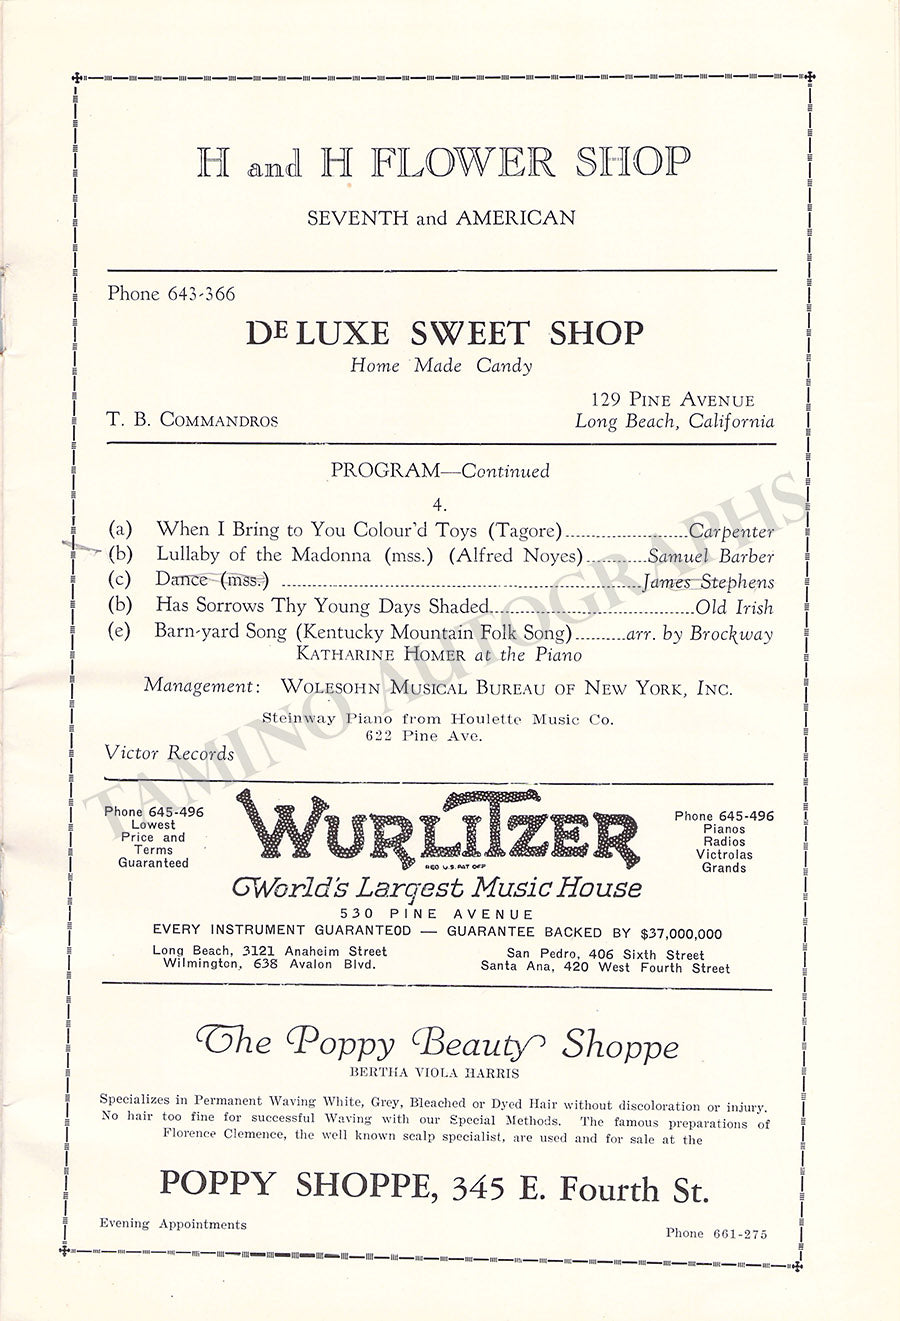 H and H FLOWER SHOP
SEVENTH and AMERICAN
Phone 643-366
DE LUXE SWEET SHOP
Home Made Candy
129 PINE AVENUE
T. B. COMMANDROS
Long Beach, California
PROGRAM—Continued
4.
(a) When I Bring to You Colour'd Toys (Tagore)........................Carpenter
(b) Lullaby of the Madonna (mss.) (Alfred Noyes)............Samuel Barber
(c) Dance (mss.) ......................................................................James Stephens
(b) Has Sorrows Thy Young Days Shaded.......................................Old Irish
(e) Barn-yard Song (Kentucky Mountain Folk Song).........arr. by Brockway
KATHARINE HOMER at the Piano
Management: WOLESOHN MUSICAL BUREAU OF NEW YORK, INC.
Steinway Piano from Houlette Music Co.
622 Pine Ave.
Victor Records
TAMINO AUTOGRAPHS
Phone 645-496
Lowest
Price and
Terms
Guaranteed
WURLITZER
REG U.S. PAT OFF
Phone 645-496
Pianos
Radios
Victrolas
Grands
World's Largest Music House
530 PINE AVENUE
EVERY INSTRUMENT GUARANTEOD — GUARANTEE BACKED BY $37,000,000
Long Beach, 3121 Anaheim Street
Wilmington, 638 Avalon Blvd.
San Pedro, 406 Sixth Street
Santa Ana, 420 West Fourth Street
The Poppy Beauty Shoppe
BERTHA VIOLA HARRIS
Specializes in Permanent Waving White, Grey, Bleached or Dyed Hair without discoloration or injury.
No hair too fine for successful Waving with our Special Methods. The famous preparations of
Florence Clemence, the well known scalp specialist, are used and for sale at the
POPPY SHOPPE, 345 E. Fourth St.
Evening Appointments
Phone 661-275